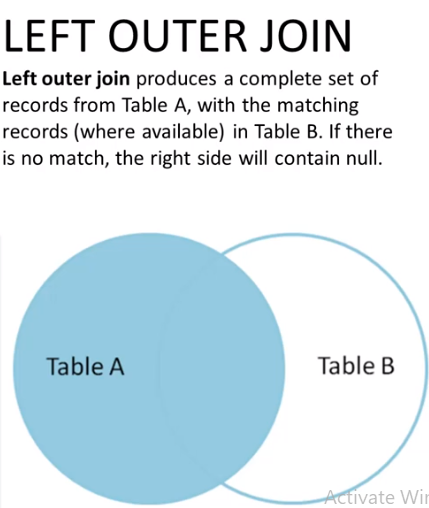 LEFT OUTER JOIN
Left outer join produces a complete set of
records from Table A, with the matching
records (where available) in Table B. If there
is no match, the right side will contain null.
Table A
Table B
Activate Win